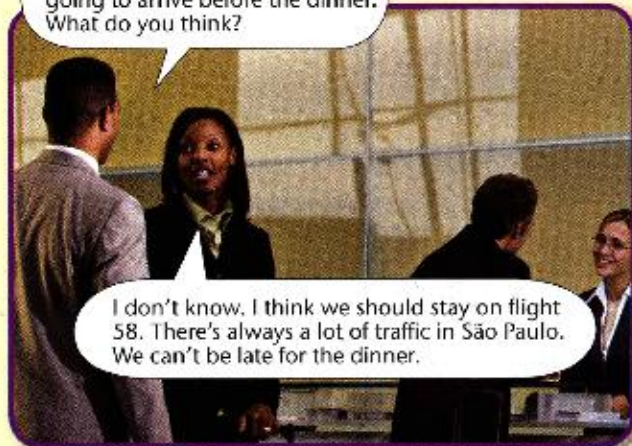 going to arrive before the dinner.
What do you think?
I don't know. I think we should stay on flight
58. There's always a lot of traffic in São Paulo.
We can't be late for the dinner.